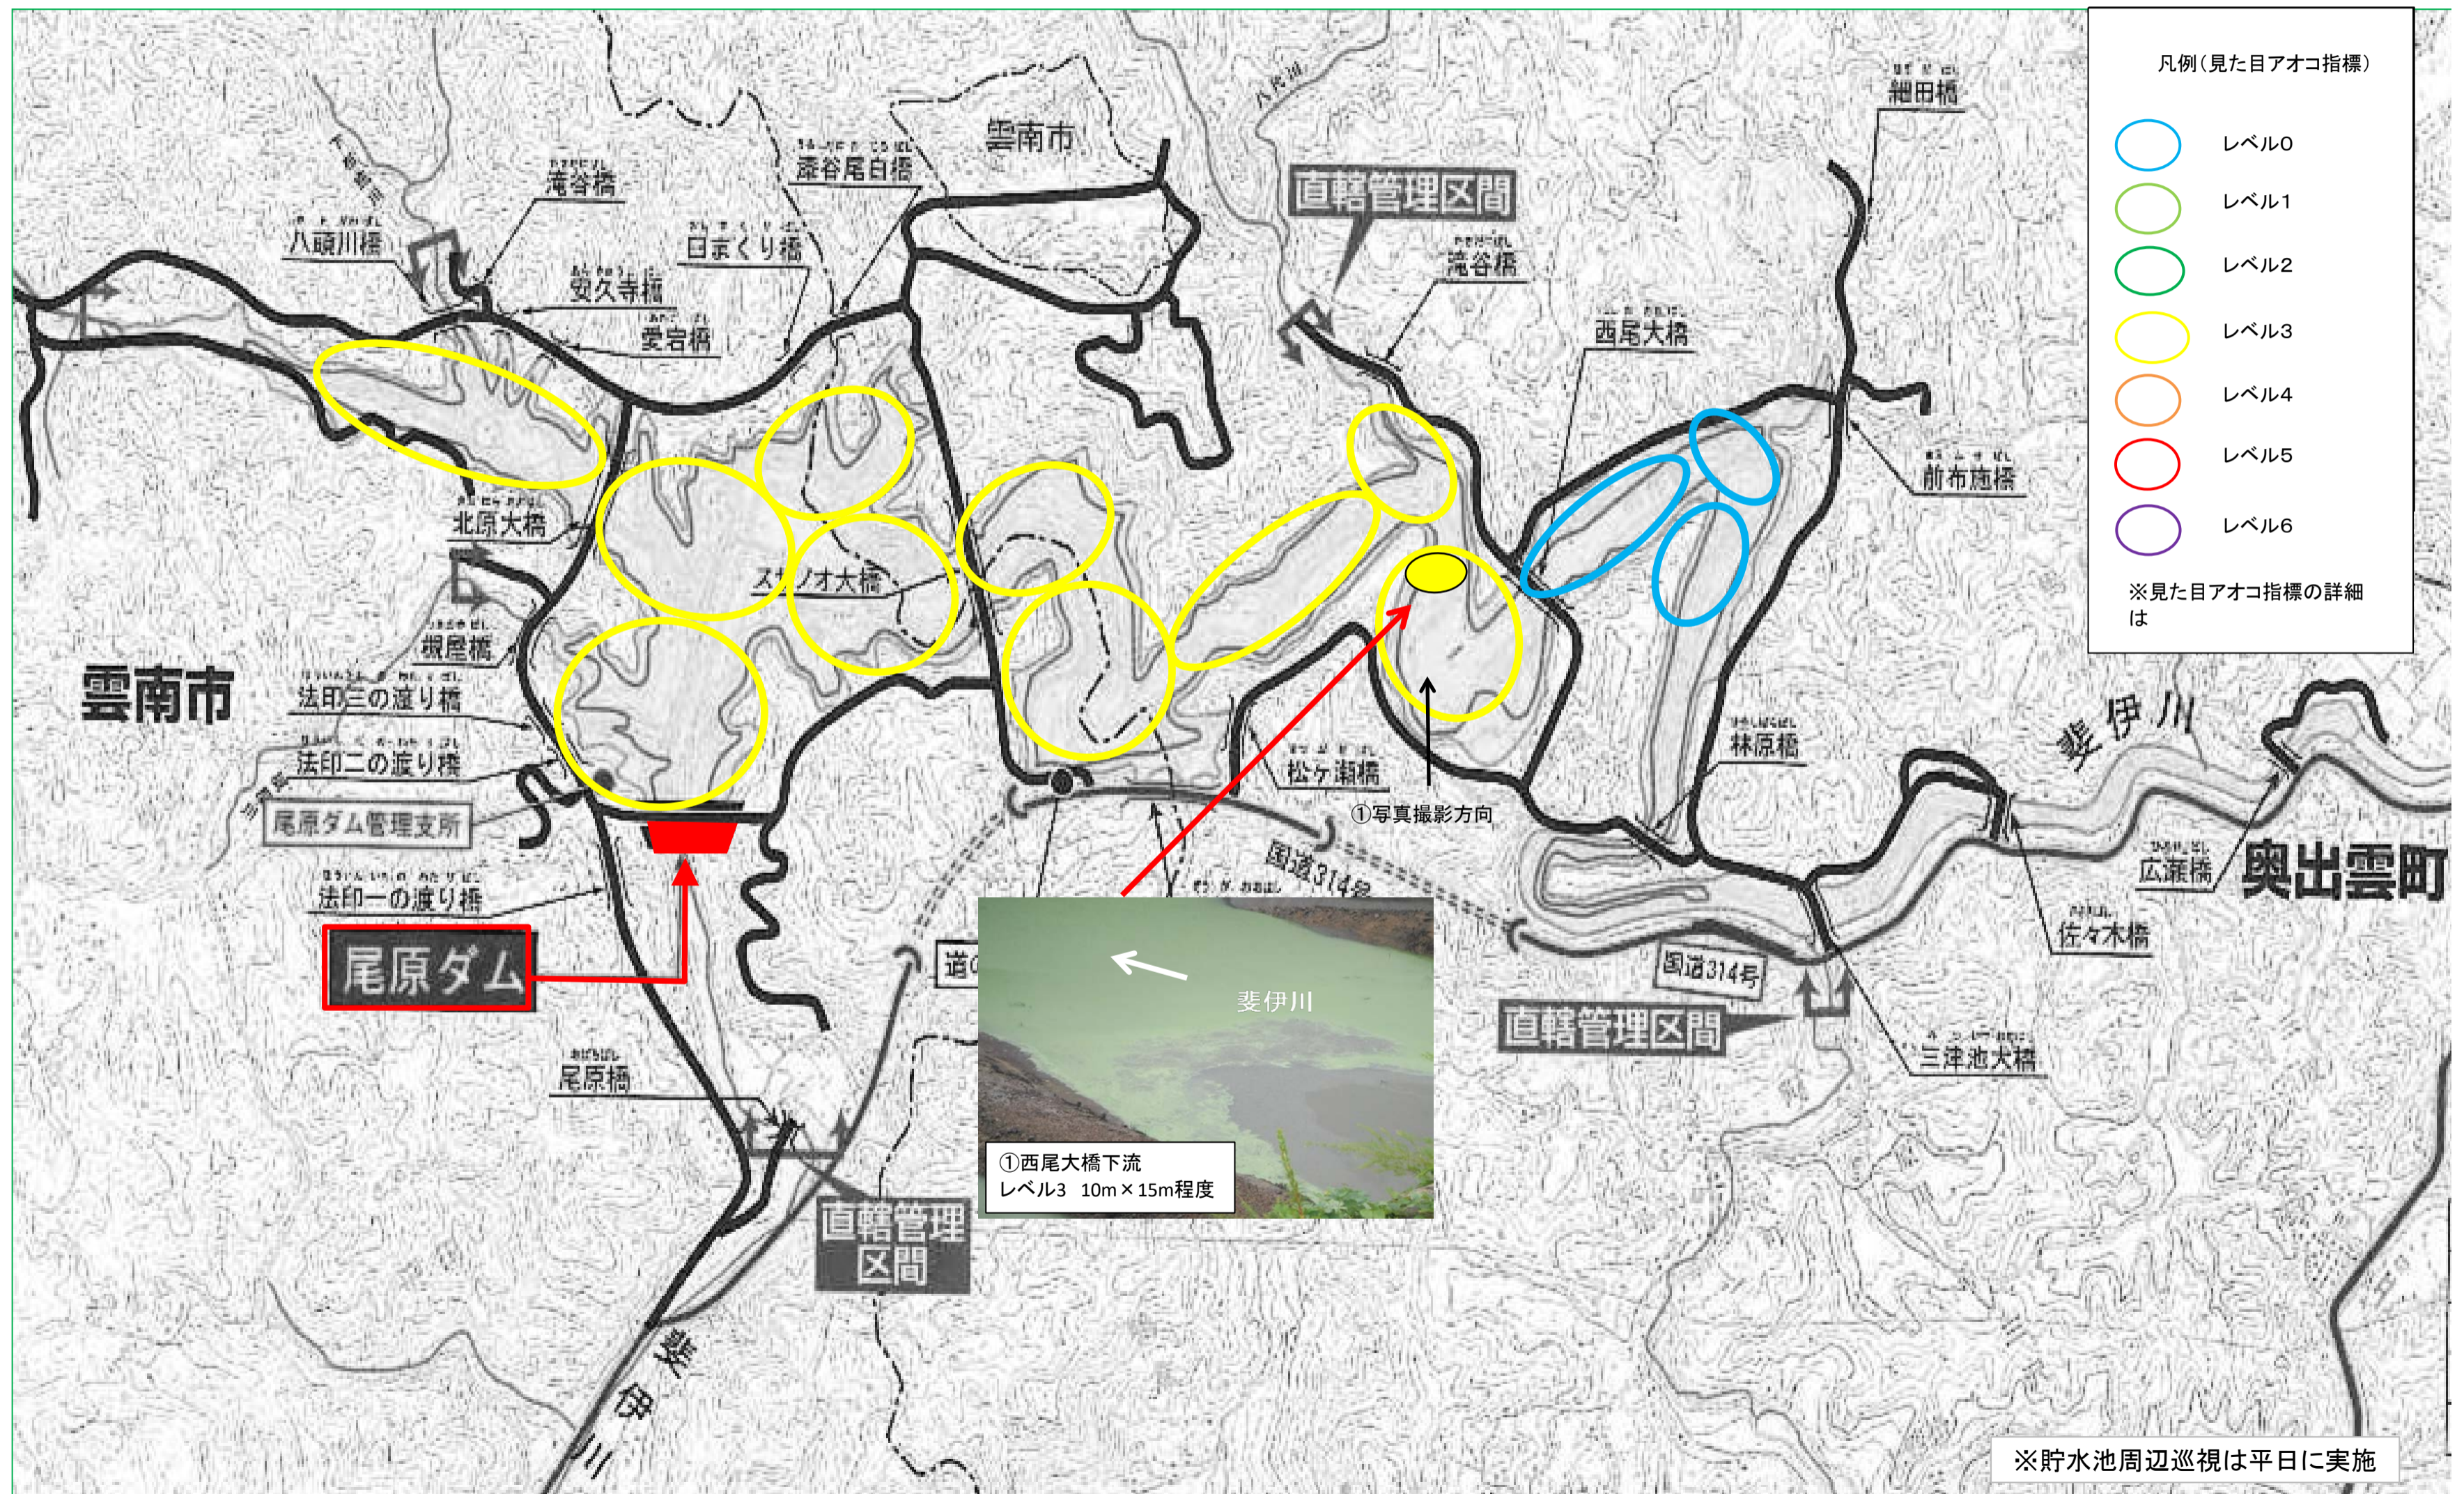 凡例(見た目アオコ指標)
レベル0
レベル1
レベル2
レベル3
レベル4
レベル5
レベル6
※見た目アオコ指標の詳細
は
細田橋
八代川
雲南市
滝谷橋
八頭川橋
安久寺橋
愛宕橋
日まくり橋
直轄管理区間
滝谷橋
西尾大橋
前布施橋
北原大橋
スサノオ大橋
槻屋橋
雲南市
法印三の渡り橋
法印二の渡り橋
尾原ダム管理支所
法印一の渡り橋
尾原ダム
松ヶ瀬橋
①写真撮影方向
国道314号
林原橋
斐伊川
広瀬橋
奥出雲町
佐々木橋
国道314号
直轄管理区間
三津池大橋
道の
斐伊川
①西尾大橋下流
レベル3 10m×15m程度
尾原橋
直轄管理
区間
斐伊川
※貯水池周辺巡視は平日に実施